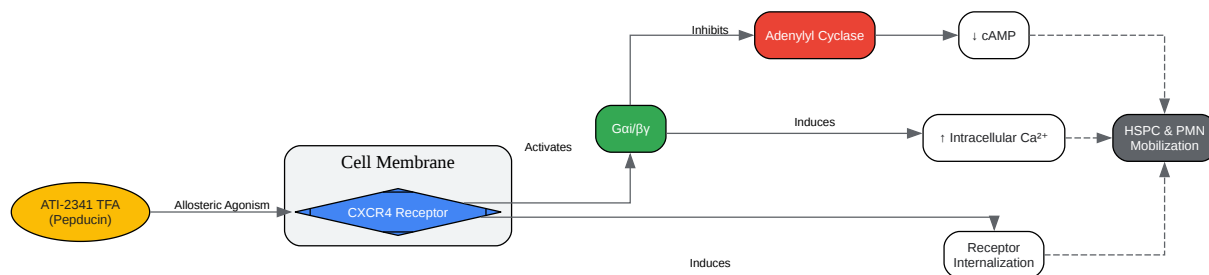 Inhibits
Adenylyl Cyclase
↓ cAMP
Gαi/βγ
Induces
↑ Intracellular Ca²⁺
HSPC & PMN
Mobilization
Activates
Cell Membrane
ATI-2341 TFA
(Pepducin)
Allosteric Agonism
CXCR4 Receptor
Receptor
Internalization
Induces